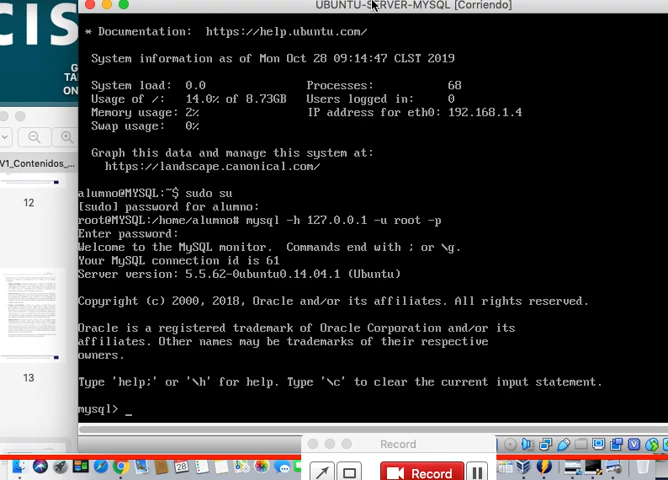 UBUNTU-SERVER-MYSQL [Corriendo]
CIS
G
TA
ON
* Documentation:  https://help.ubuntu.com/
System information as of Mon Oct 28 09:14:47 CLST 2019
System load:  0.0    Processes:    68
Usage of /:   14.0% of 8.73GB   Users logged in:    0
Memory usage: 2%    IP address for eth0: 192.168.1.4
Swap usage:   0%
Graph this data and manage this system at:
https://landscape.canonical.com/
V1_Contenidos_...
12
alumno@MYSQL:~$ sudo su
[sudo] password for alumno:
root@MYSQL:/home/alumno# mysql -h 127.0.0.1 -u root -p
Enter password:
Welcome to the MySQL monitor.  Commands end with ; or \g.
Your MySQL connection id is 61
Server version: 5.5.62-0ubuntu0.14.04.1 (Ubuntu)
Copyright (c) 2000, 2018, Oracle and/or its affiliates. All rights reserved.
Oracle is a registered trademark of Oracle Corporation and/or its
affiliates. Other names may be trademarks of their respective
owners.
13
Type 'help;' or '\h' for help. Type '\c' to clear the current input statement.
mysql> _
Record
28
Record